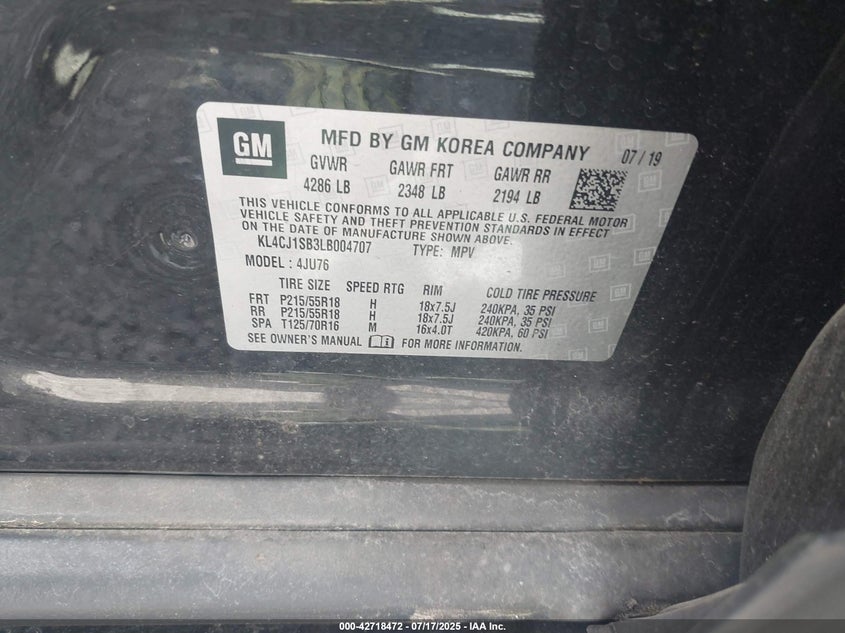 GM
MFD BY GM KOREA COMPANY 07 / 19
GVWR GAWR FRT GAWR RR
4286 LB 2348 LB 2194 LB
THIS VEHICLE CONFORMS TO ALL APPLICABLE U.S. FEDERAL MOTOR
VEHICLE SAFETY AND THEFT PREVENTION STANDARDS IN EFFECT
ON THE DATE OF MANUFACTURE SHOWN ABOVE.
KL4CJ1SB3LB004707 TYPE: MPV
MODEL : 4JU76
TIRE SIZE SPEED RTG RIM COLD TIRE PRESSURE
FRT P215/55R18 H 18x7.5J 240KPA, 35 PSI
RR P215/55R18 H 18x7.5J 240KPA, 35 PSI
SPA T125/70R16 M 16x4.0T 420KPA, 60 PSI
SEE OWNER'S MANUAL FOR MORE INFORMATION.
000-42718472 - 07/17/2025 - IAA Inc.